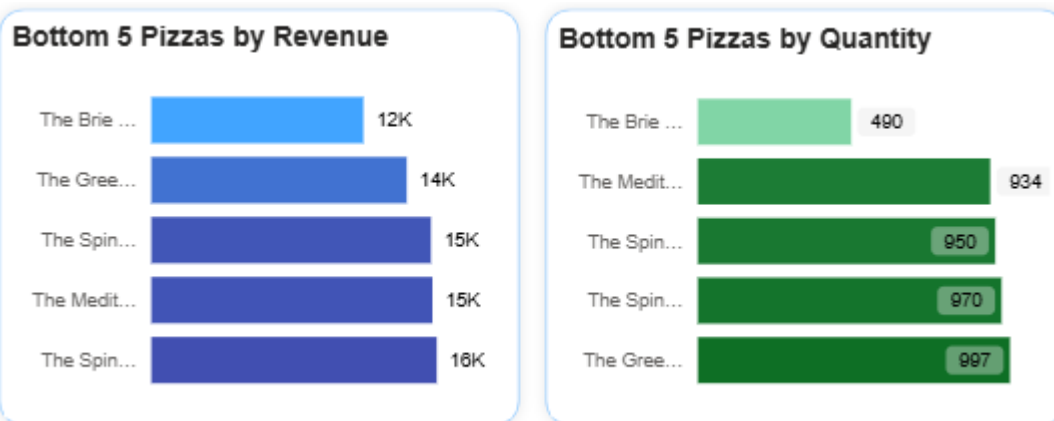 Bottom 5 Pizzas by Revenue
The Brie ... 12K
The Gree... 14K
The Spin... 15K
The Medit... 15K
The Spin... 16K
Bottom 5 Pizzas by Quantity
The Brie ... 490
The Medit... 934
The Spin... 950
The Spin... 970
The Gree... 997